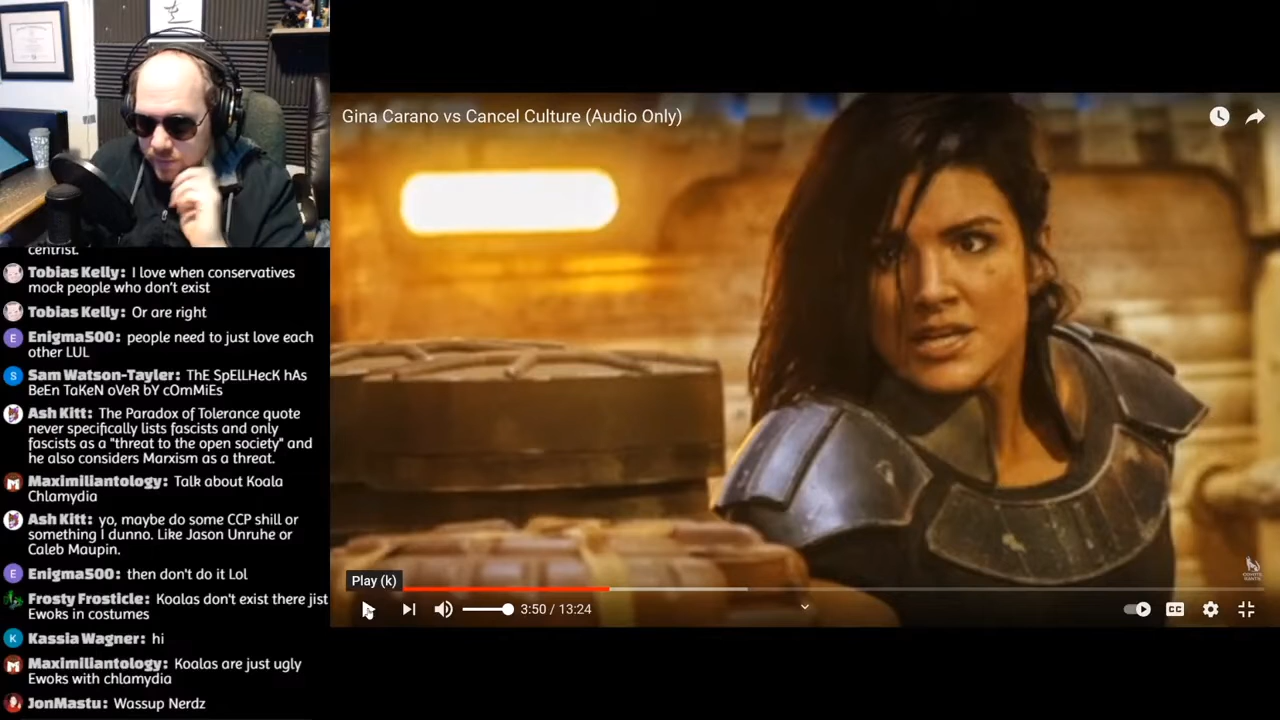 centrist.
Tobias Kelly: I love when conservatives
mock people who don't exist
Tobias Kelly: Or are right
Enigma500: people need to just love each
other LUL
Sam Watson-Tayler: ThE SpELLHecK hAs
BeEn TaKeN oVeR bY cOmMiEs
Ash Kitt: The Paradox of Tolerance quote
never specifically lists fascists and only
fascists as a "threat to the open society" and
he also considers Marxism as a threat.
Maximiliantology: Talk about Koala
Chlamydia
Ash Kitt: yo, maybe do some CCP shill or
something I dunno. Like Jason Unruhe or
Caleb Maupin.
Enigma500: then don't do it Lol
Frosty Frosticle: Koalas don't exist there jist
Ewoks in costumes
Kassia Wagner: hi
Maximiliantology: Koalas are just ugly
Ewoks with chlamydia
JonMastu: Wassup Nerdz
Gina Carano vs Cancel Culture (Audio Only)
Play (k)
3:50 / 13:24
CC